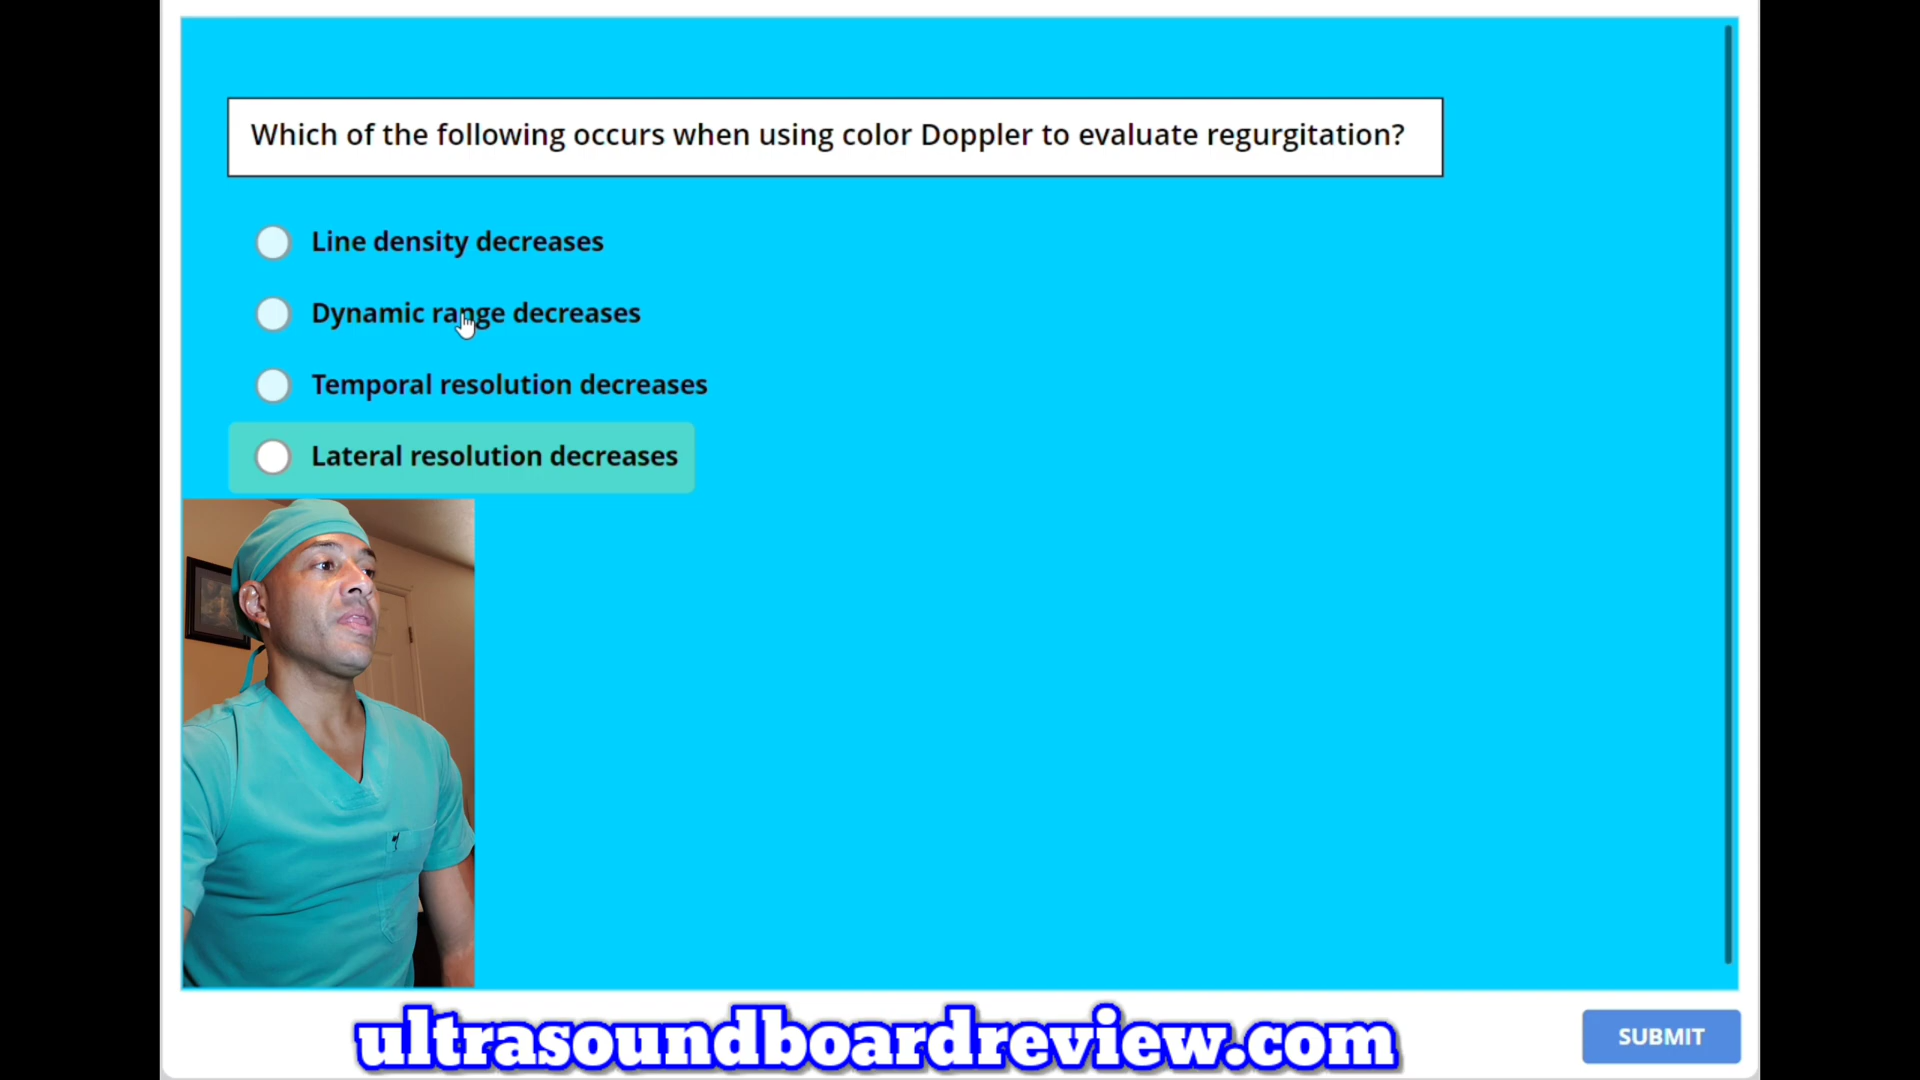 Which of the following occurs when using color Doppler to evaluate regurgitation?
Line density decreases
Dynamic range decreases
Temporal resolution decreases
Lateral resolution decreases
ultrasoundboardreview.com
SUBMIT